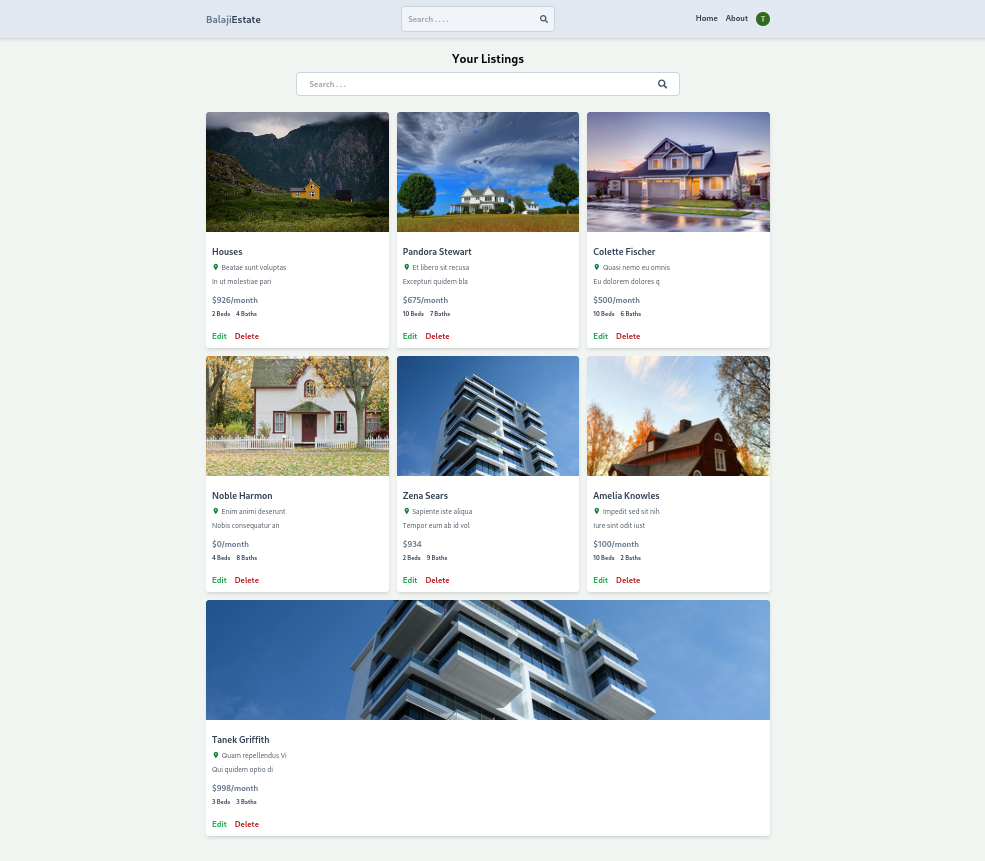 BalajiEstate
Search . . . .
Home About T
Your Listings
Search . . .
Houses
Beatae sunt voluptas
In ut molestiae pari
$926/month
2 Beds 4 Baths
Edit Delete
Pandora Stewart
Et libero sit recusa
Excepturi quidem bla
$675/month
10 Beds 7 Baths
Edit Delete
Colette Fischer
Quasi nemo eu omnis
Eu dolorem dolores q
$500/month
10 Beds 6 Baths
Edit Delete
Noble Harmon
Enim animi deserunt
Nobis consequatur an
$0/month
4 Beds 8 Baths
Edit Delete
Zena Sears
Sapiente iste aliqua
Tempor eum ab id vol
$934
2 Beds 9 Baths
Edit Delete
Amelia Knowles
Impedit sed sit nih
Iure sint odit iust
$100/month
10 Beds 2 Baths
Edit Delete
Tanek Griffith
Quam repellendus Vi
Qui quidem optio di
$998/month
3 Beds 3 Baths
Edit Delete